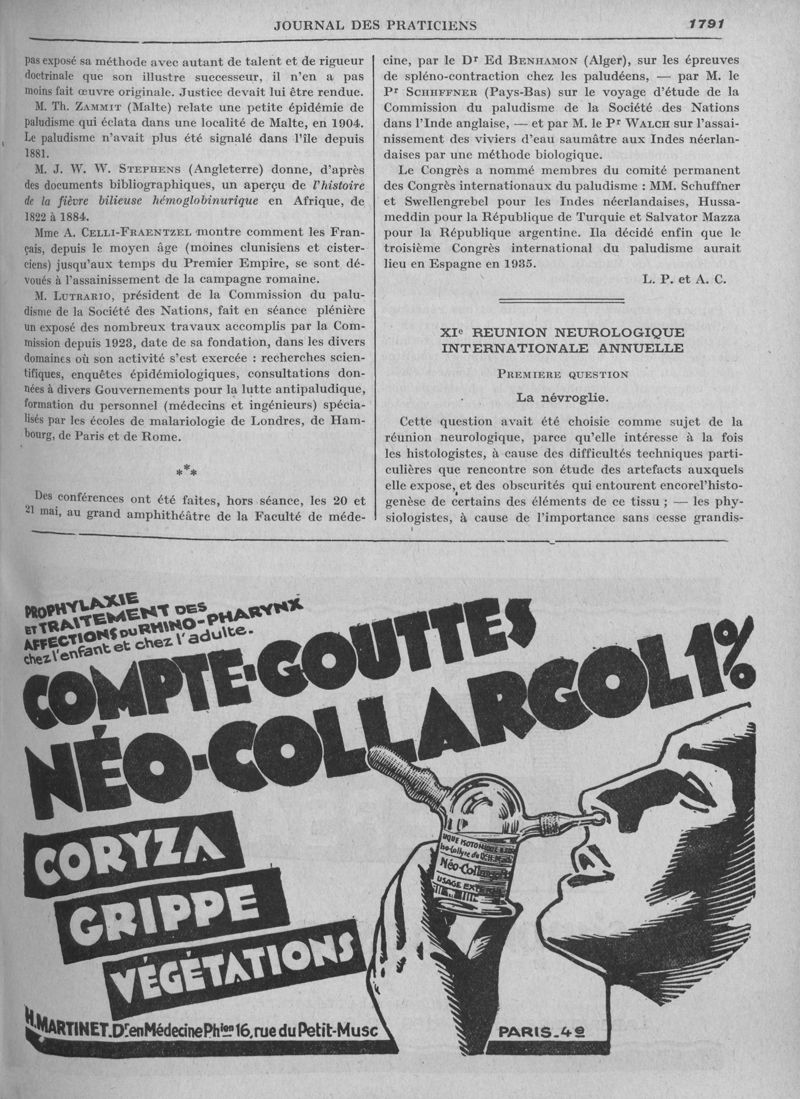 JOURNAL DES PRATICIENS
1791
pas exposé sa méthode avec autant de talent et de rigueur
doctrinale que son illustre successeur, il n'en a pas
moins fait œuvre originale. Justice devait lui être rendue.
M. Th. ZAMMIT (Malte) relate une petite épidémie de
paludisme qui éclata dans une localité de Malte, en 1904.
Le paludisme n'avait plus été signalé dans l'île depuis
1881.
M. J. W. W. STEPHENS (Angleterre) donne, d'après
des documents bibliographiques, un aperçu de l'histoire
de la fièvre bilieuse hémoglobinurique en Afrique, de
1822 à 1884.
Mme A. CELLI-FRAENTZEL montre comment les Fran-
çais, depuis le moyen âge (moines clunisiens et cister-
ciens) jusqu'aux temps du Premier Empire, se sont dé-
voués à l'assainissement de la campagne romaine.
M. LUTRARIO, président de la Commission du palu-
disme de la Société des Nations, fait en séance plénière
un exposé des nombreux travaux accomplis par la Com-
mission depuis 1923, date de sa fondation, dans les divers
domaines où son activité s'est exercée : recherches scien-
tifiques, enquêtes épidémiologiques, consultations don-
nées à divers Gouvernements pour la lutte antipaludique,
formation du personnel (médecins et ingénieurs) spécia-
lisés par les écoles de malariologie de Londres, de Ham-
bourg, de Paris et de Rome.
***
Des conférences ont été faites, hors séance, les 20 et
21 mai, au grand amphithéâtre de la Faculté de méde-
cine, par le Dr Ed BENHAMON (Alger), sur les épreuves
de spléno-contraction chez les paludéens, — par M. le
Pr SCHUFFNER (Pays-Bas) sur le voyage d'étude de la
Commission du paludisme de la Société des Nations
dans l'Inde anglaise, — et par M. le Pr WALCH sur l'assai-
nissement des viviers d'eau saumâtre aux Indes néerlan-
daises par une méthode biologique.
Le Congrès a nommé membres du comité permanent
des Congrès internationaux du paludisme : MM. Schuffner
et Swellengrebel pour les Indes néerlandaises, Hussa-
meddin pour la République de Turquie et Salvator Mazza
pour la République argentine. Ila décidé enfin que le
troisième Congrès international du paludisme aurait
lieu en Espagne en 1935.
L. P. et A. C.
XIe REUNION NEUROLOGIQUE
INTERNATIONALE ANNUELLE
PREMIERE QUESTION
La névroglie.
Cette question avait été choisie comme sujet de la
réunion neurologique, parce qu'elle intéresse à la fois
les histologistes, à cause des difficultés techniques parti-
culières que rencontre son étude des artefacts auxquels
elle expose, et des obscurités qui entourent encorel'histo-
genèse de certains des éléments de ce tissu ; — les phy-
siologistes, à cause de l'importance sans cesse grandis-
PROPHYLAXIE
ET TRAITEMENT DES
AFFECTIONS DU RHINO-PHARYNX
chez l'enfant et chez l'adulte.
COMPTE-GOUTTES
NÉO-COLLARGOL 1%
Néo-Collargol
USAGE EXTERNE
CORYZA
GRIPPE
VÉGÉTATIONS
H. MARTINET. Dr en Médecine Phien 16, rue du Petit-Musc
PARIS_4e